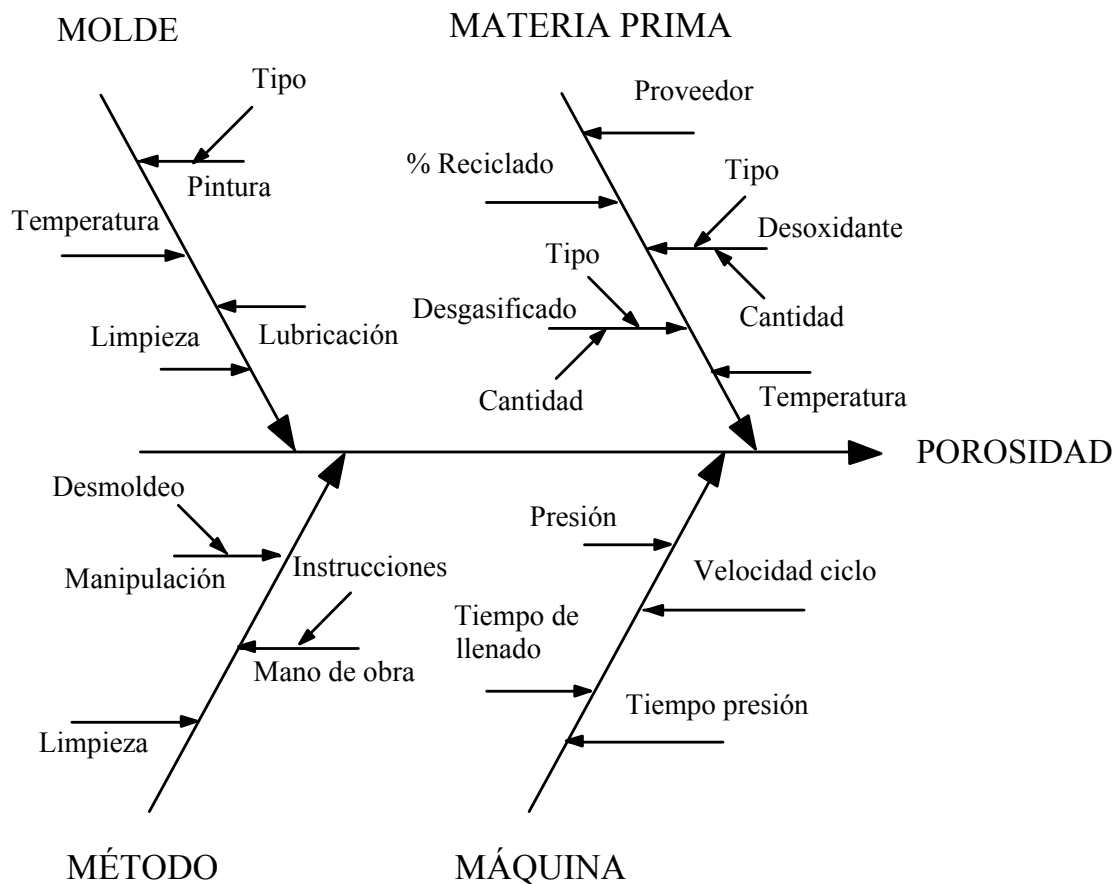 MOLDE
MATERIA PRIMA
Tipo
Proveedor
% Reciclado
Pintura
Tipo
Temperatura
Desoxidante
Tipo
Desgasificado
Cantidad
Limpieza
Lubricación
Cantidad
Temperatura
POROSIDAD
Desmoldeo
Presión
Manipulación
Instrucciones
Velocidad ciclo
Tiempo de
llenado
Mano de obra
Tiempo presión
Limpieza
MÉTODO
MÁQUINA